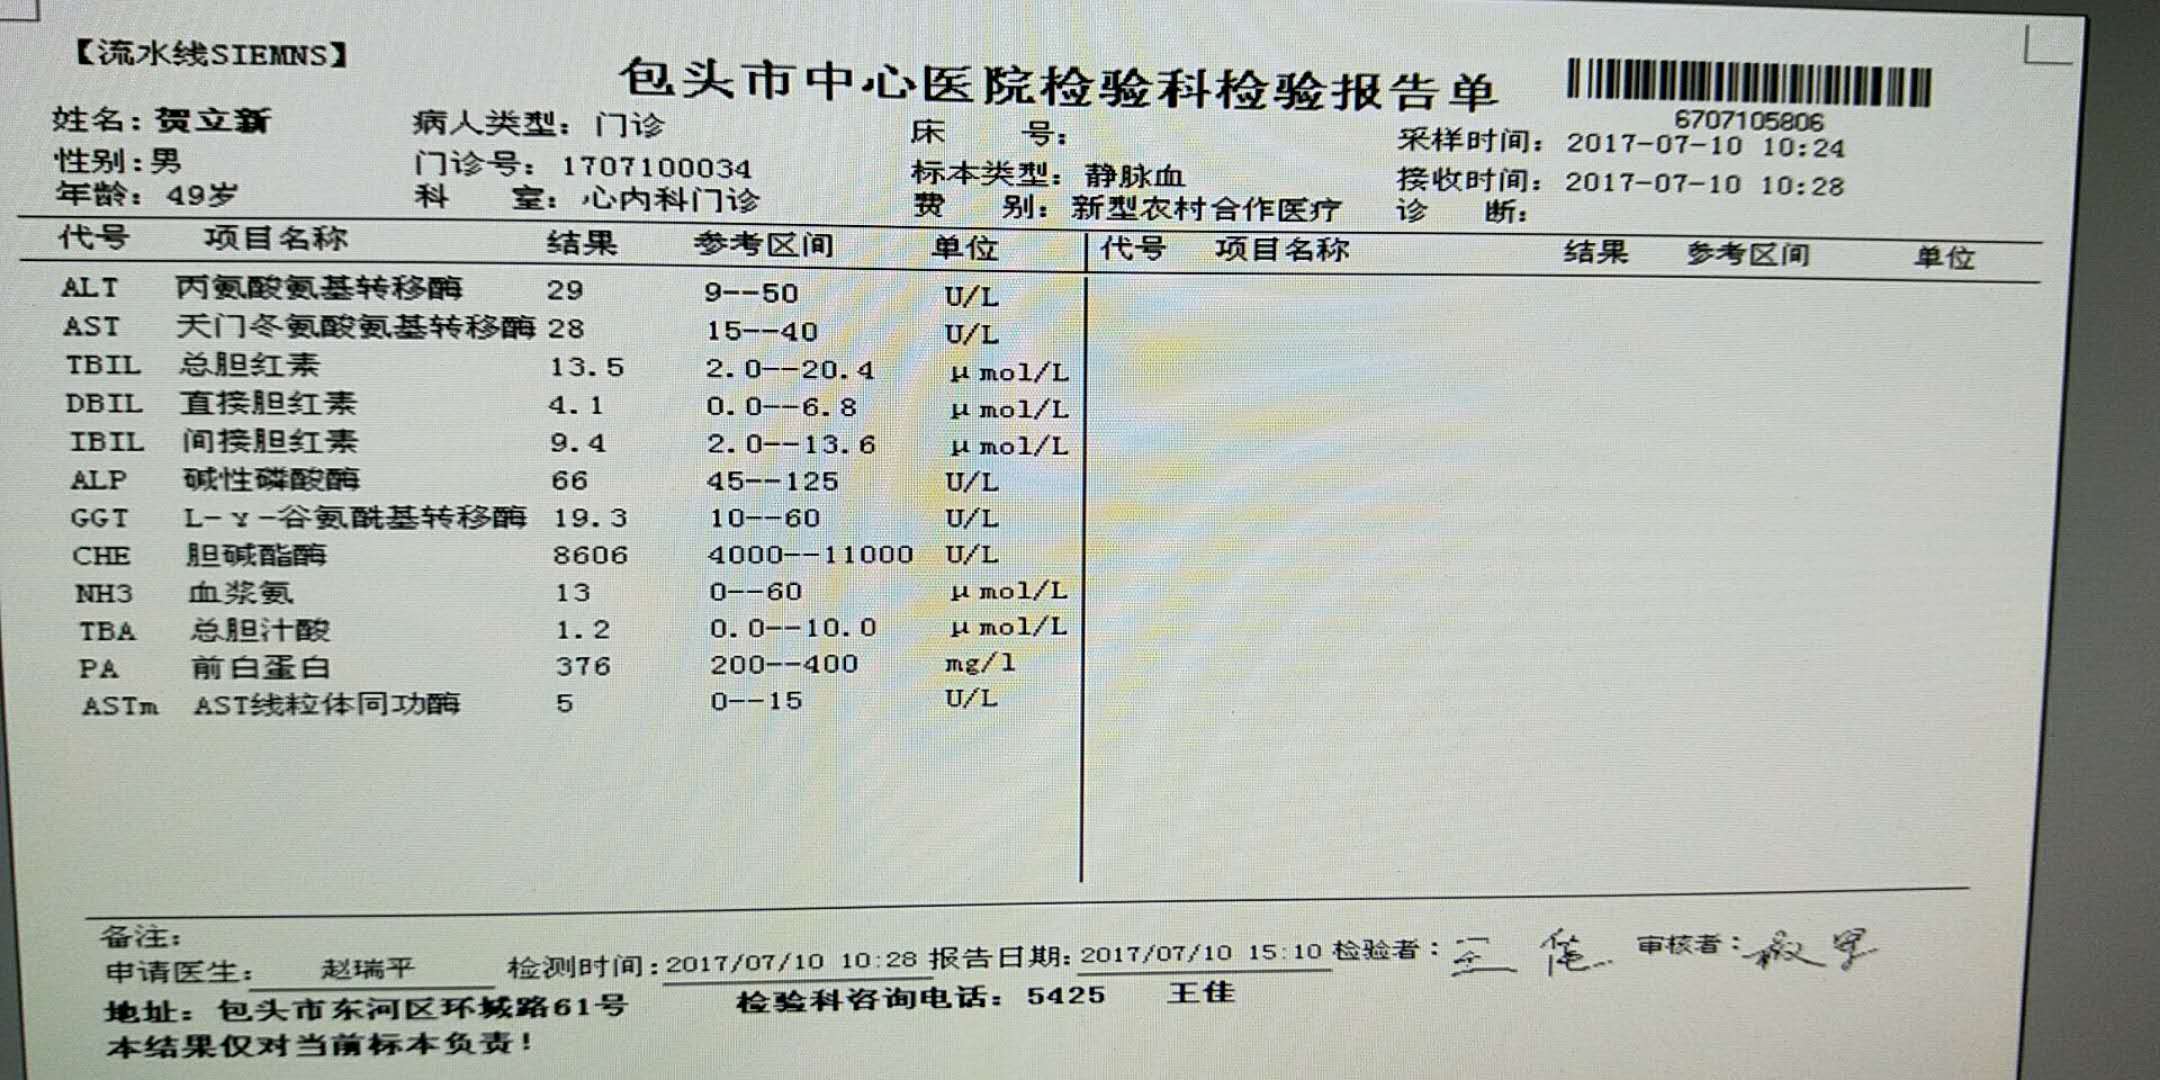 【流水线SIEMNS】
包头市中心医院检验科检验报告单
6707105806
姓名: 贺立新 病人类型: 门诊 床 号: 采样时间: 2017-07-10 10:24
性别:男 门诊号: 1707100034 标本类型: 静脉血 接收时间: 2017-07-10 10:28
年龄: 49岁 科 室: 心内科门诊 费 别: 新型农村合作医疗 诊 断:
代号 项目名称 结果 参考区间 单位 代号 项目名称 结果 参考区间 单位
ALT 丙氨酸氨基转移酶 29 9--50 U/L
AST 天门冬氨酸氨基转移酶 28 15--40 U/L
TBIL 总胆红素 13.5 2.0--20.4 μmol/L
DBIL 直接胆红素 4.1 0.0--6.8 μmol/L
IBIL 间接胆红素 9.4 2.0--13.6 μmol/L
ALP 碱性磷酸酶 66 45--125 U/L
GGT L-γ-谷氨酰基转移酶 19.3 10--60 U/L
CHE 胆碱酯酶 8606 4000--11000 U/L
NH3 血浆氨 13 0--60 μmol/L
TBA 总胆汁酸 1.2 0.0--10.0 μmol/L
PA 前白蛋白 376 200--400 mg/l
ASTm AST线粒体同功酶 5 0--15 U/L
备注:
申请医生: 赵瑞平 检测时间:2017/07/10 10:28 报告日期:2017/07/10 15:10 检验者: 王佳 审核者:
地址: 包头市东河区环城路61号 检验科咨询电话: 5425 王佳
本结果仅对当前标本负责!